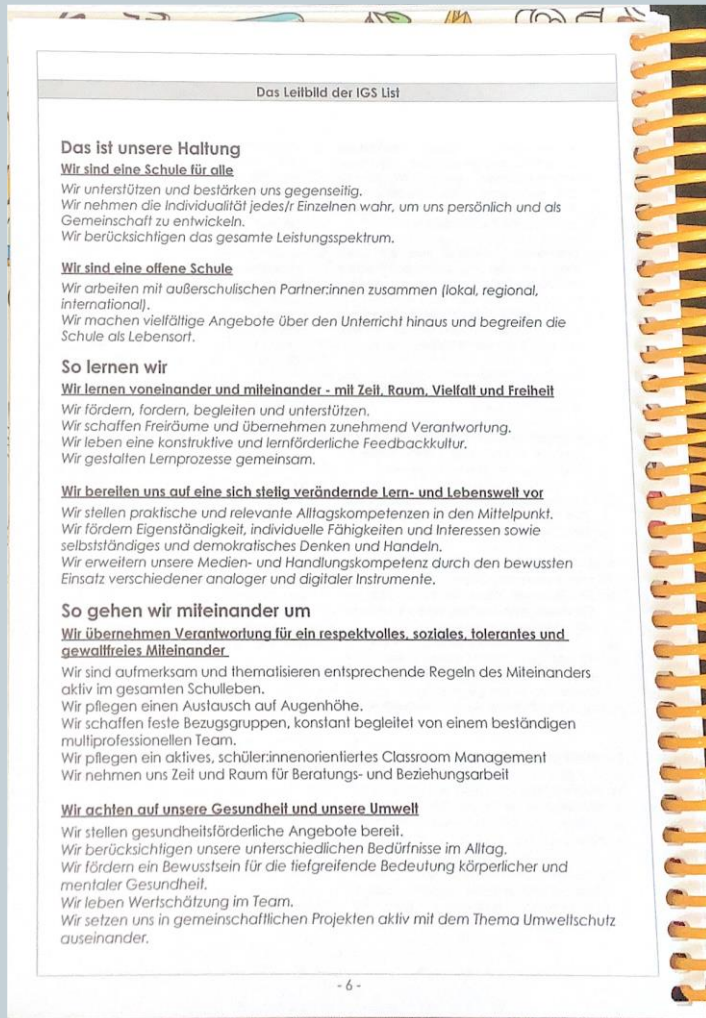 Das Leitbild der IGS List
Das ist unsere Haltung
Wir sind eine Schule für alle
Wir unterstützen und bestärken uns gegenseitig.
Wir nehmen die Individualität jedes/r Einzelnen wahr, um uns persönlich und als
Gemeinschaft zu entwickeln.
Wir berücksichtigen das gesamte Leistungsspektrum.
Wir sind eine offene Schule
Wir arbeiten mit außerschulischen Partner:innen zusammen (lokal, regional,
international).
Wir machen vielfältige Angebote über den Unterricht hinaus und begreifen die
Schule als Lebensort.
So lernen wir
Wir lernen voneinander und miteinander - mit Zeit, Raum, Vielfalt und Freiheit
Wir fördern, fordern, begleiten und unterstützen.
Wir schaffen Freiräume und übernehmen zunehmend Verantwortung.
Wir leben eine konstruktive und lernförderliche Feedbackkultur.
Wir gestalten Lernprozesse gemeinsam.
Wir bereiten uns auf eine sich stetig verändernde Lern- und Lebenswelt vor
Wir stellen praktische und relevante Alltagskompetenzen in den Mittelpunkt.
Wir fördern Eigenständigkeit, individuelle Fähigkeiten und Interessen sowie
selbstständiges und demokratisches Denken und Handeln.
Wir erweitern unsere Medien- und Handlungskompetenz durch den bewussten
Einsatz verschiedener analoger und digitaler Instrumente.
So gehen wir miteinander um
Wir übernehmen Verantwortung für ein respektvolles, soziales, tolerantes und
gewaltfreies Miteinander
Wir sind aufmerksam und thematisieren entsprechende Regeln des Miteinanders
aktiv im gesamten Schulleben.
Wir pflegen einen Austausch auf Augenhöhe.
Wir schaffen feste Bezugsgruppen, konstant begleitet von einem beständigen
multiprofessionellen Team.
Wir pflegen ein aktives, schüler:innenorientiertes Classroom Management
Wir nehmen uns Zeit und Raum für Beratungs- und Beziehungsarbeit
Wir achten auf unsere Gesundheit und unsere Umwelt
Wir stellen gesundheitsförderliche Angebote bereit.
Wir berücksichtigen unsere unterschiedlichen Bedürfnisse im Alltag.
Wir fördern ein Bewusstsein für die tiefgreifende Bedeutung körperlicher und
mentaler Gesundheit.
Wir leben Wertschätzung im Team.
Wir setzen uns in gemeinschaftlichen Projekten aktiv mit dem Thema Umweltschutz
auseinander.
- 6 -